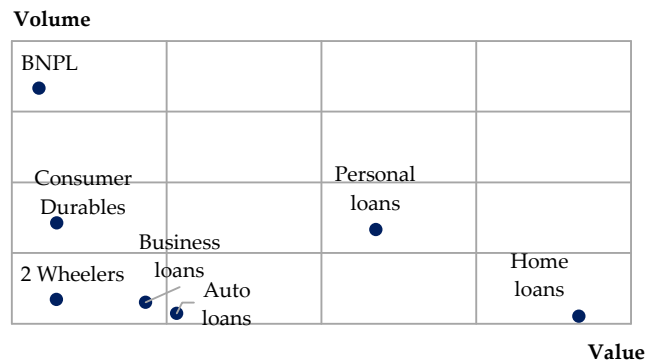 Volume
BNPL
Consumer
Durables
Personal
loans
2 Wheelers
Business
loans
Auto
loans
Home
loans
Value